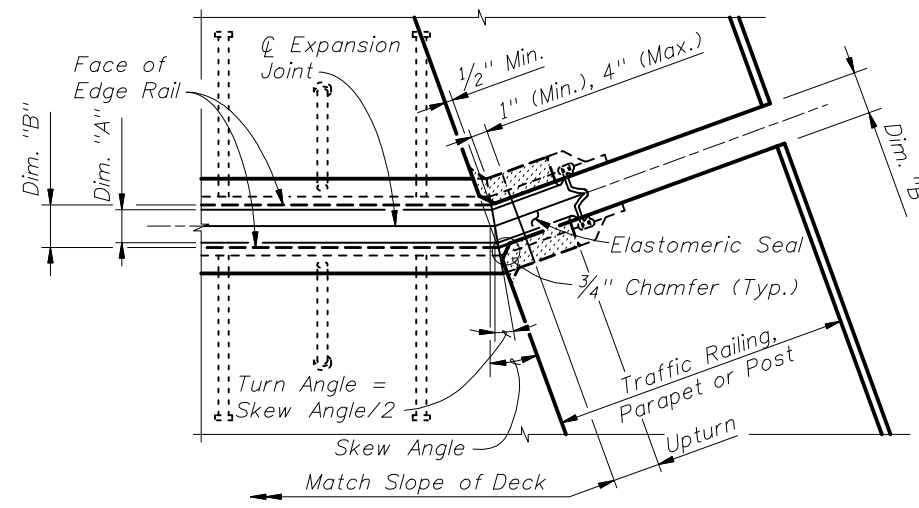 ℄ Expansion
Joint
Face of
Edge Rail
Dim. "B"
Dim. "A"
1/2" Min.
1" (Min.), 4" (Max.)
Dim. "B"
Elastomeric Seal
3/4" Chamfer (Typ.)
Turn Angle =
Skew Angle/2
Skew Angle
Traffic Railing,
Parapet or Post
Upturn
Match Slope of Deck